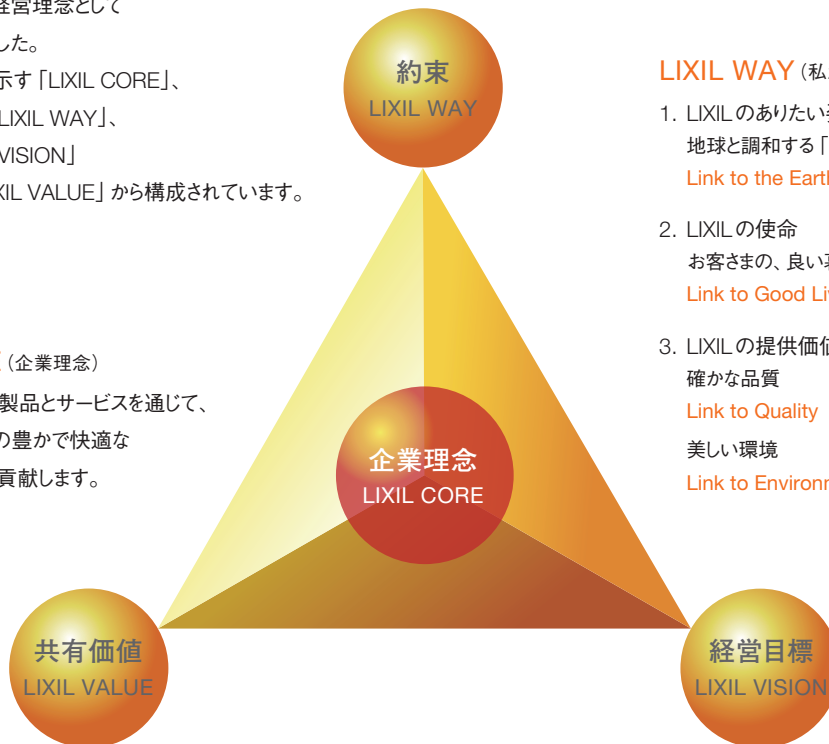 経営理念として
した。
示す「LIXIL CORE」、
LIXIL WAY」、
VISION」
XIL VALUE」から構成されています。
(企業理念)
製品とサービスを通じて、
の豊かで快適な
貢献します。
約束
LIXIL WAY
企業理念
LIXIL CORE
共有価値
LIXIL VALUE
経営目標
LIXIL VISION
LIXIL WAY(私
1. LIXILのありたい
地球と調和する「
Link to the Earth
2. LIXILの使命
お客さまの、良い
Link to Good Li
3. LIXILの提供価値
確かな品質
Link to Quality
美しい環境
Link to Environ